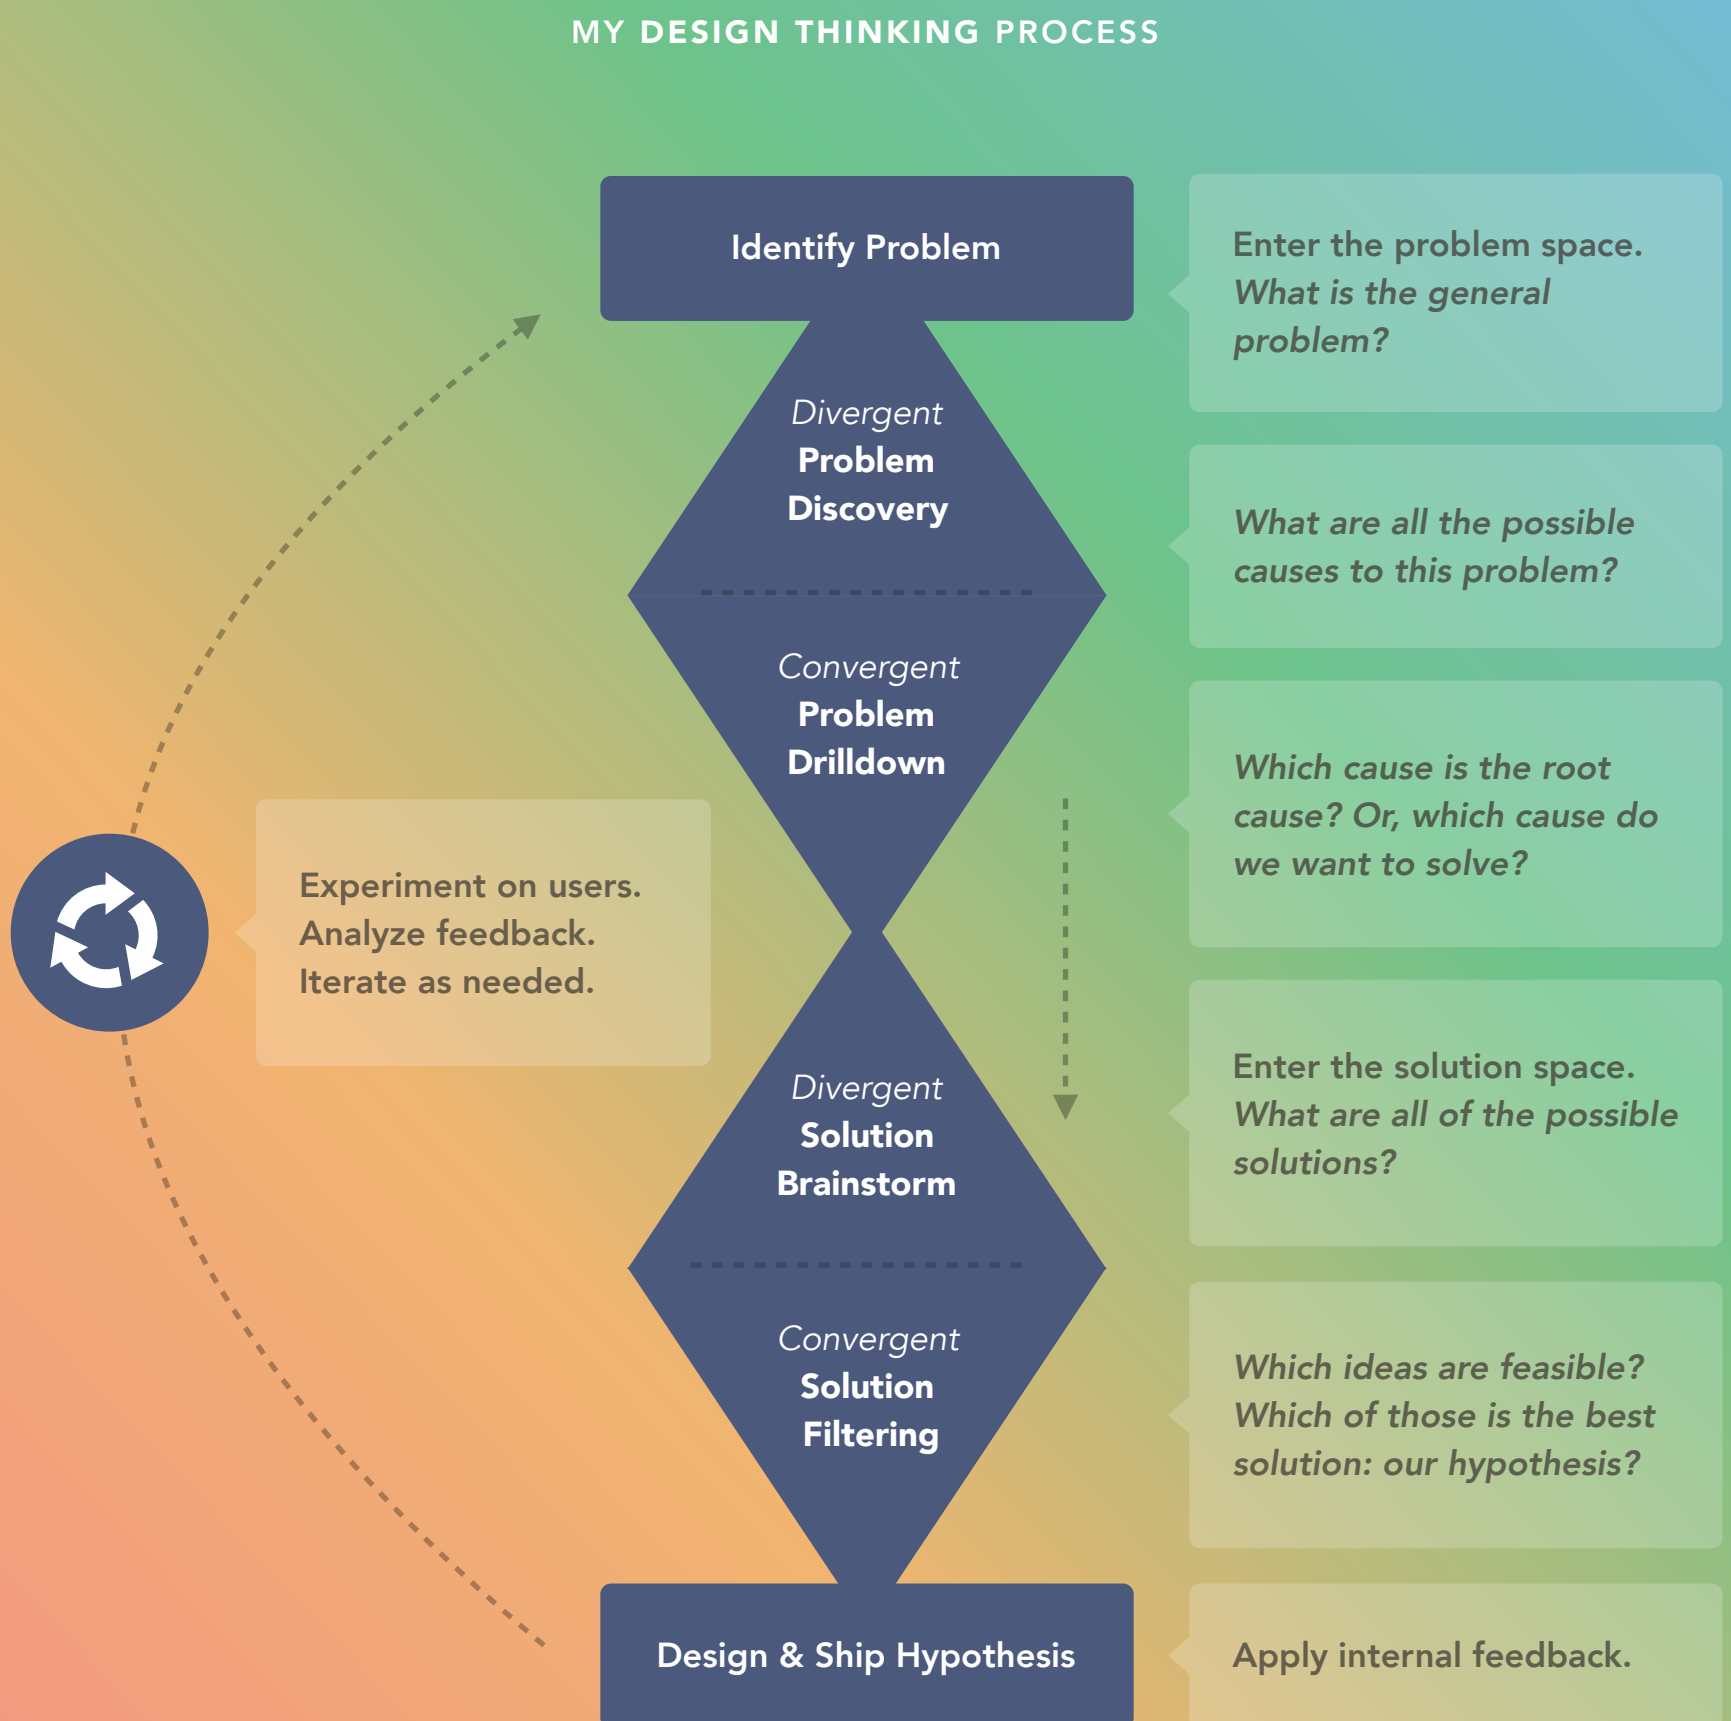 MY DESIGN THINKING PROCESS
Identify Problem
Enter the problem space.
What is the general
problem?
Divergent
Problem
Discovery
What are all the possible
causes to this problem?
Convergent
Problem
Drilldown
Which cause is the root
cause? Or, which cause do
we want to solve?
Experiment on users.
Analyze feedback.
Iterate as needed.
Divergent
Solution
Brainstorm
Enter the solution space.
What are all of the possible
solutions?
Convergent
Solution
Filtering
Which ideas are feasible?
Which of those is the best
solution: our hypothesis?
Design & Ship Hypothesis
Apply internal feedback.